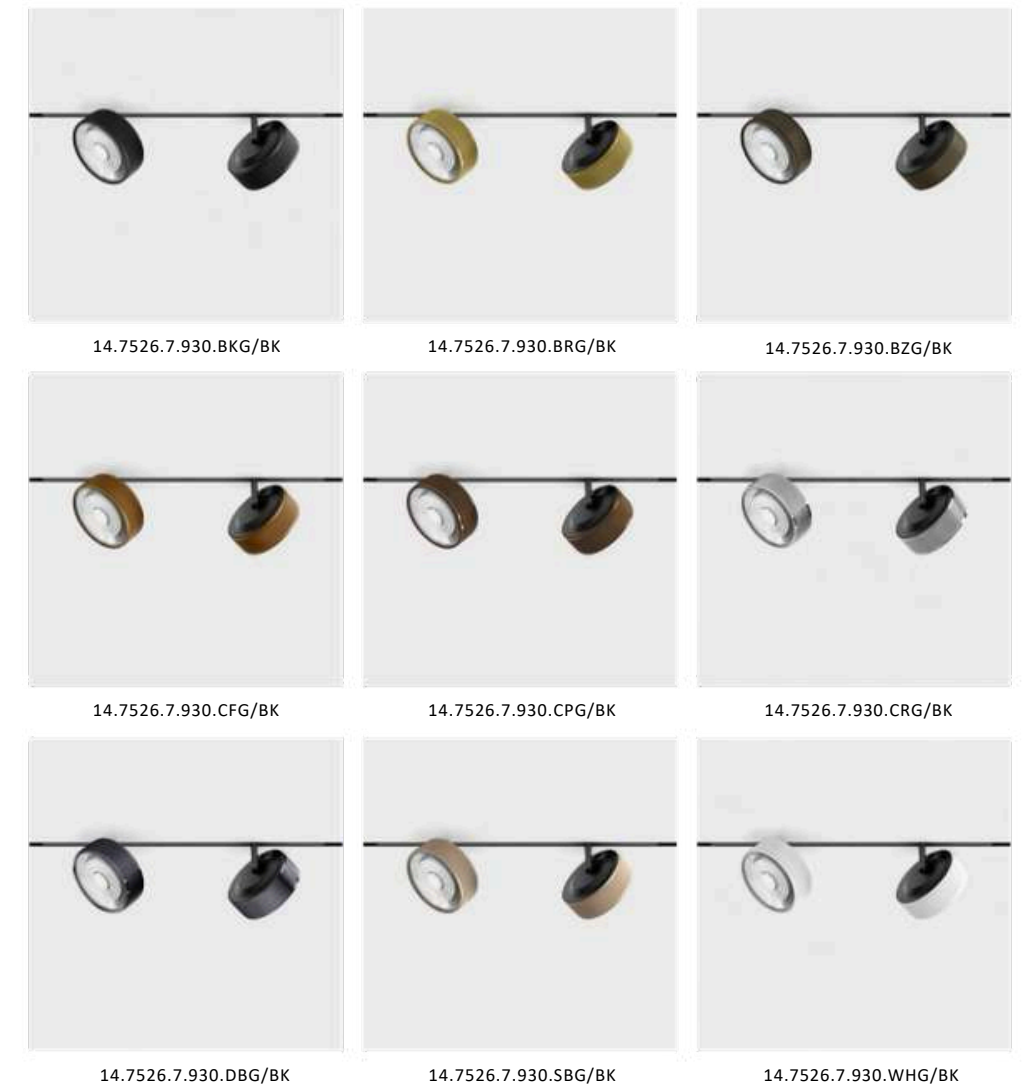 14.7526.7.930.BKG/BK
14.7526.7.930.BRG/BK
14.7526.7.930.BZG/BK
14.7526.7.930.CFG/BK
14.7526.7.930.CPG/BK
14.7526.7.930.CRG/BK
14.7526.7.930.DBG/BK
14.7526.7.930.SBG/BK
14.7526.7.930.WHG/BK